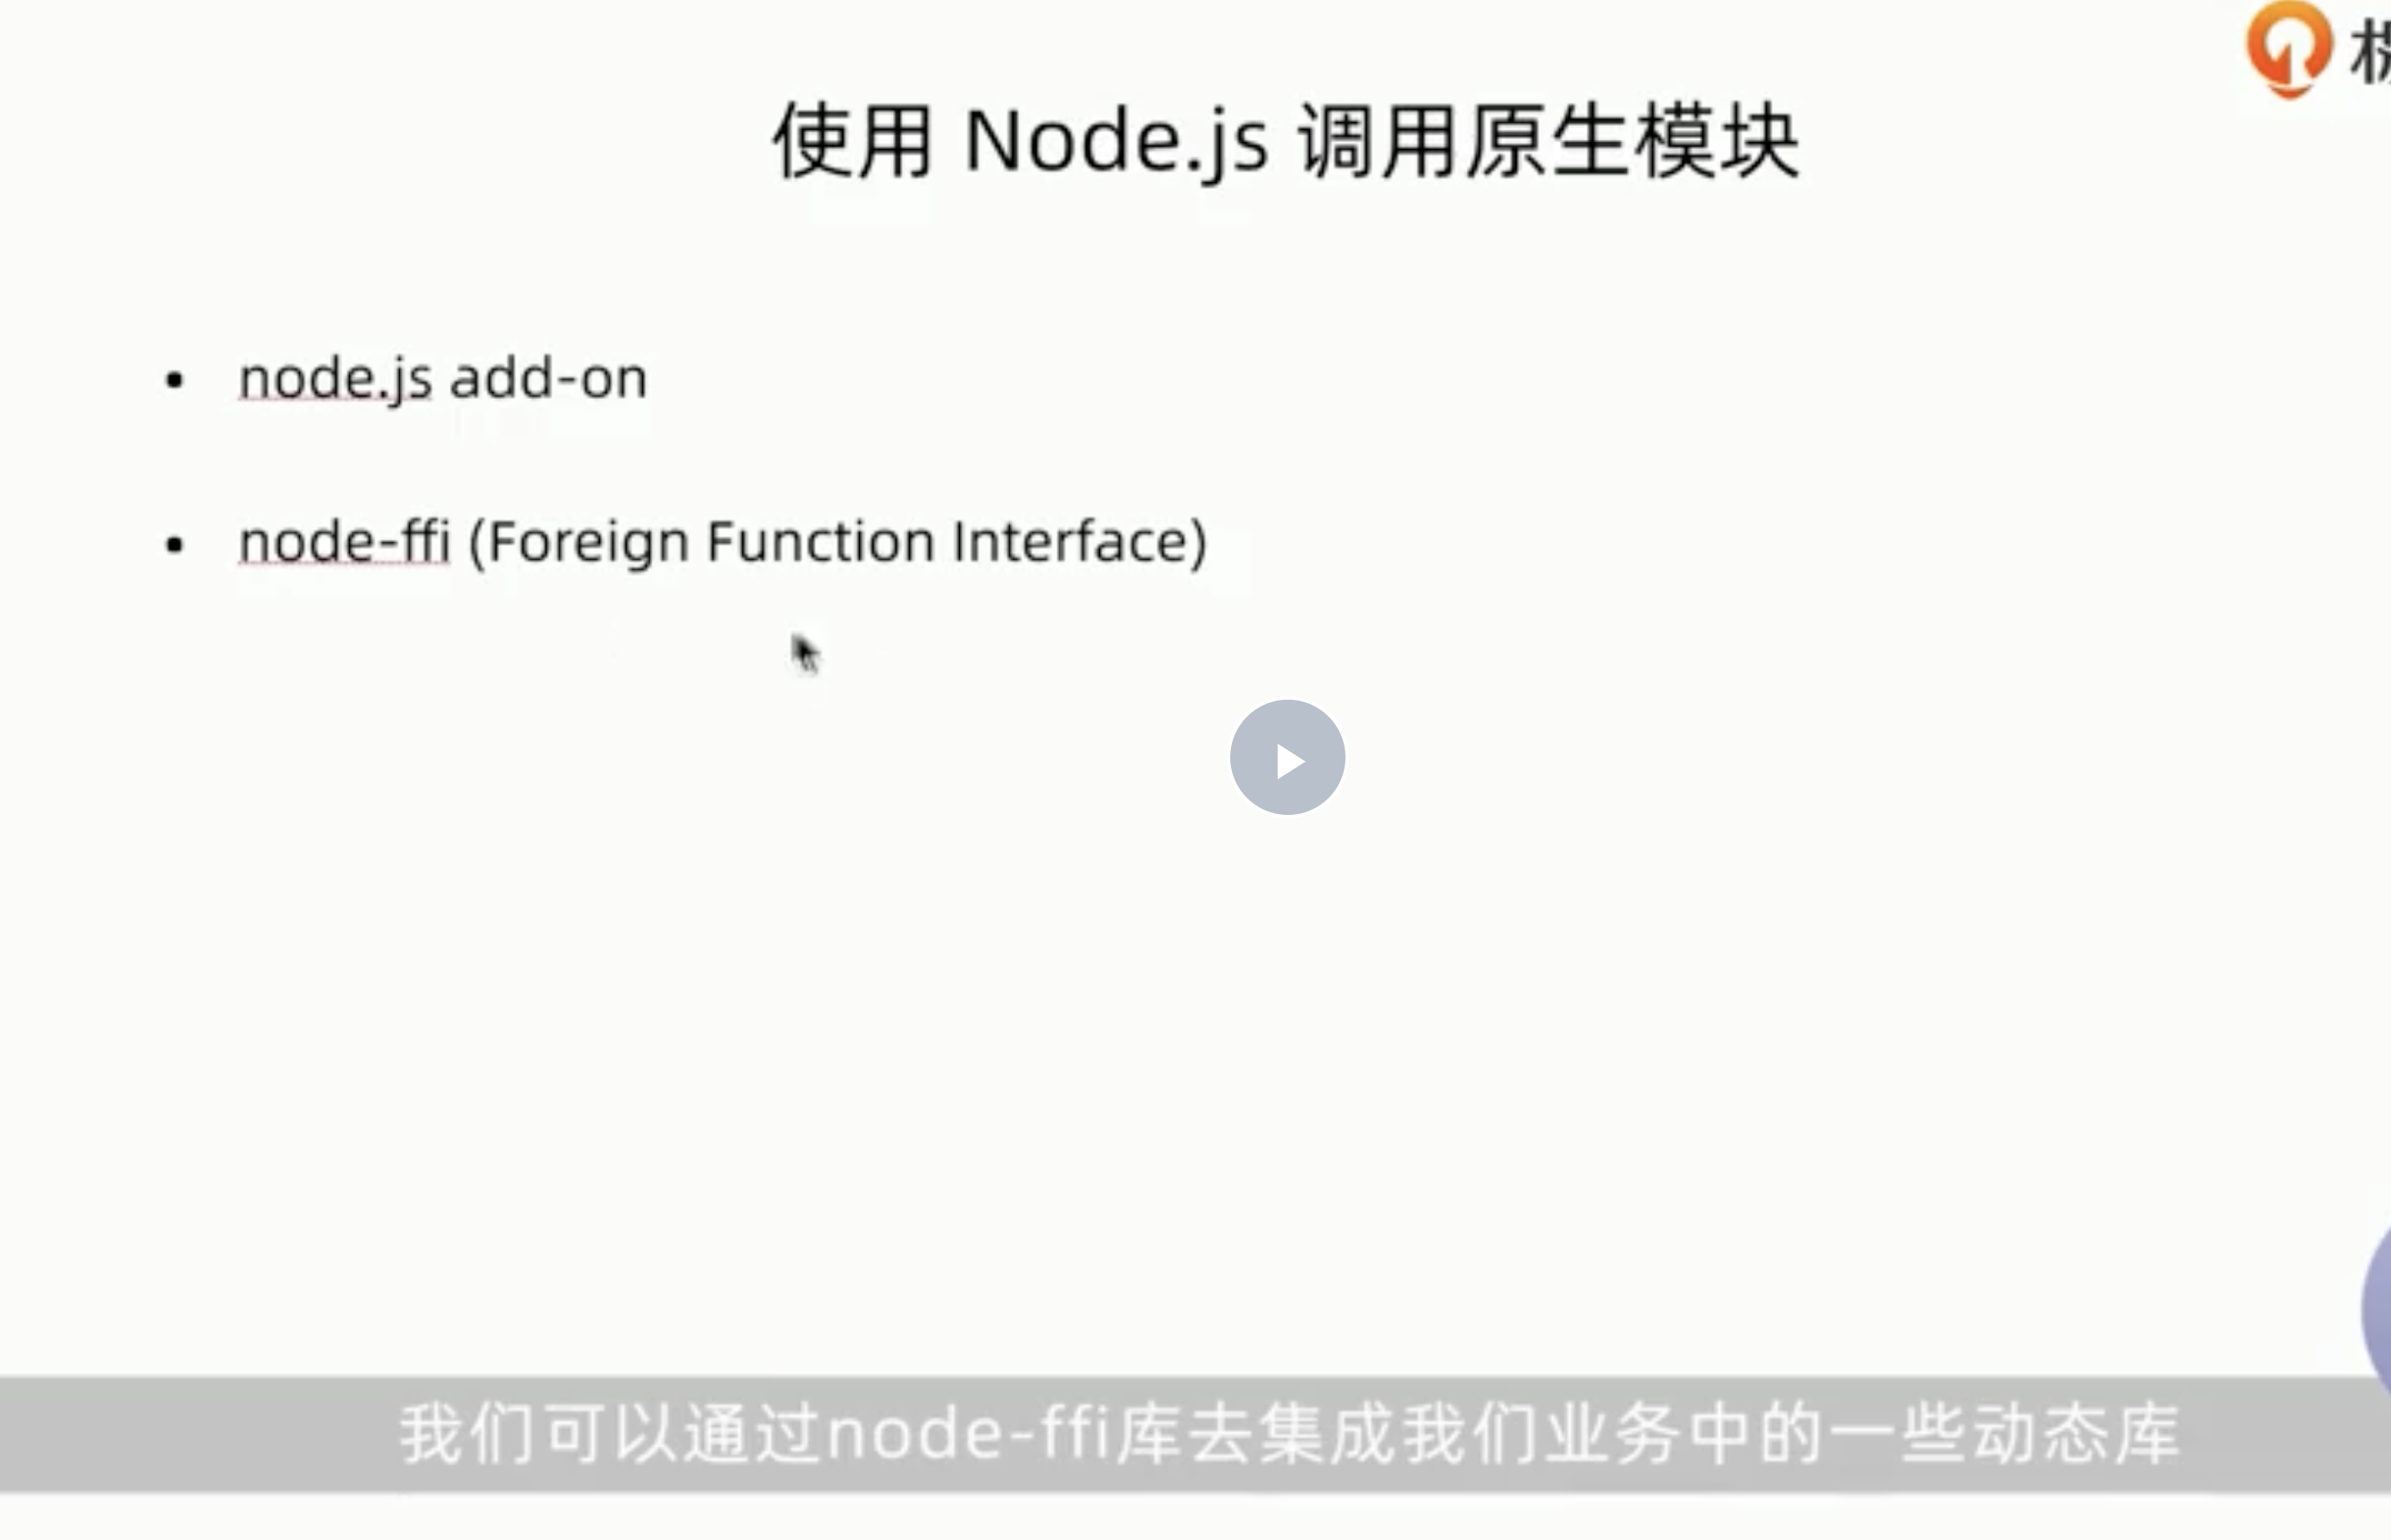 使用 Node.js 调用原生模块
• node.js add-on
• node-ffi (Foreign Function Interface)
我们可以通过node-ffi库去集成我们业务中的一些动态库